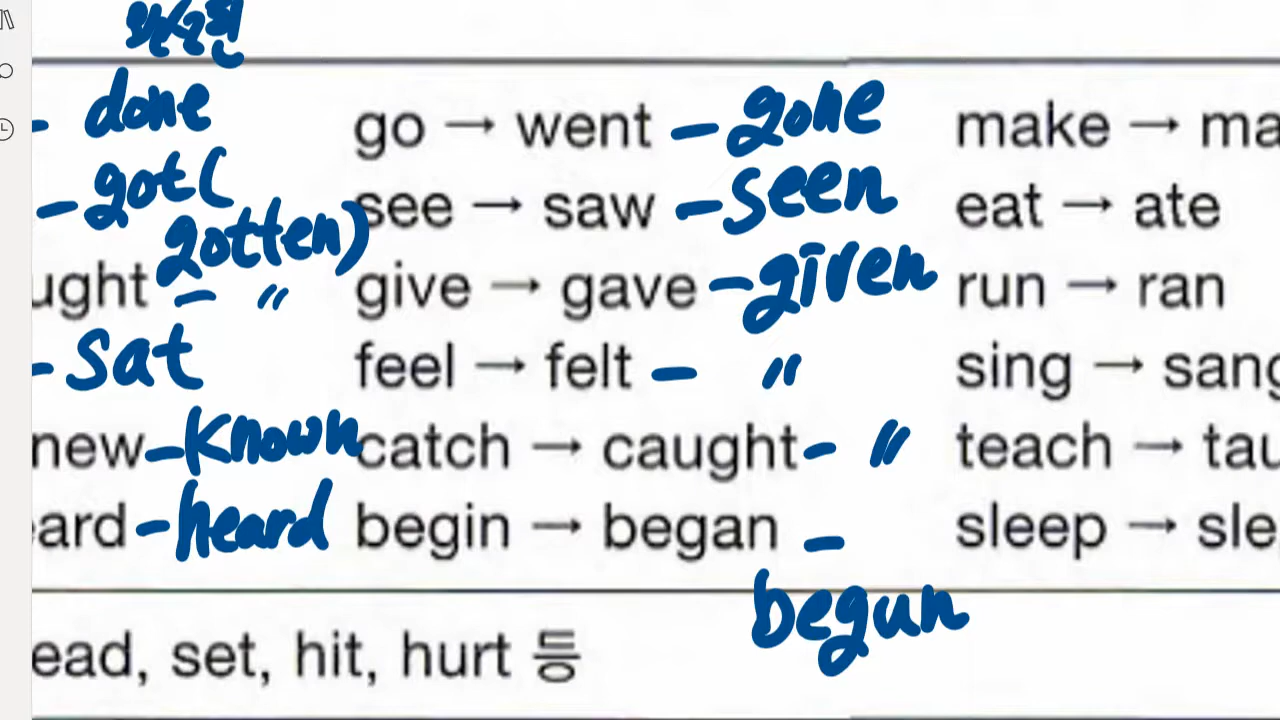 done go → went - gone make → ma
- got( see → saw - seen eat → ate
gotten)
ught - " give → gave - given run → ran
- sat feel → felt - " sing → sang
new - known catch → caught - " teach → tau
ard - heard begin → began - sleep → sle
begun
ead, set, hit, hurt 등